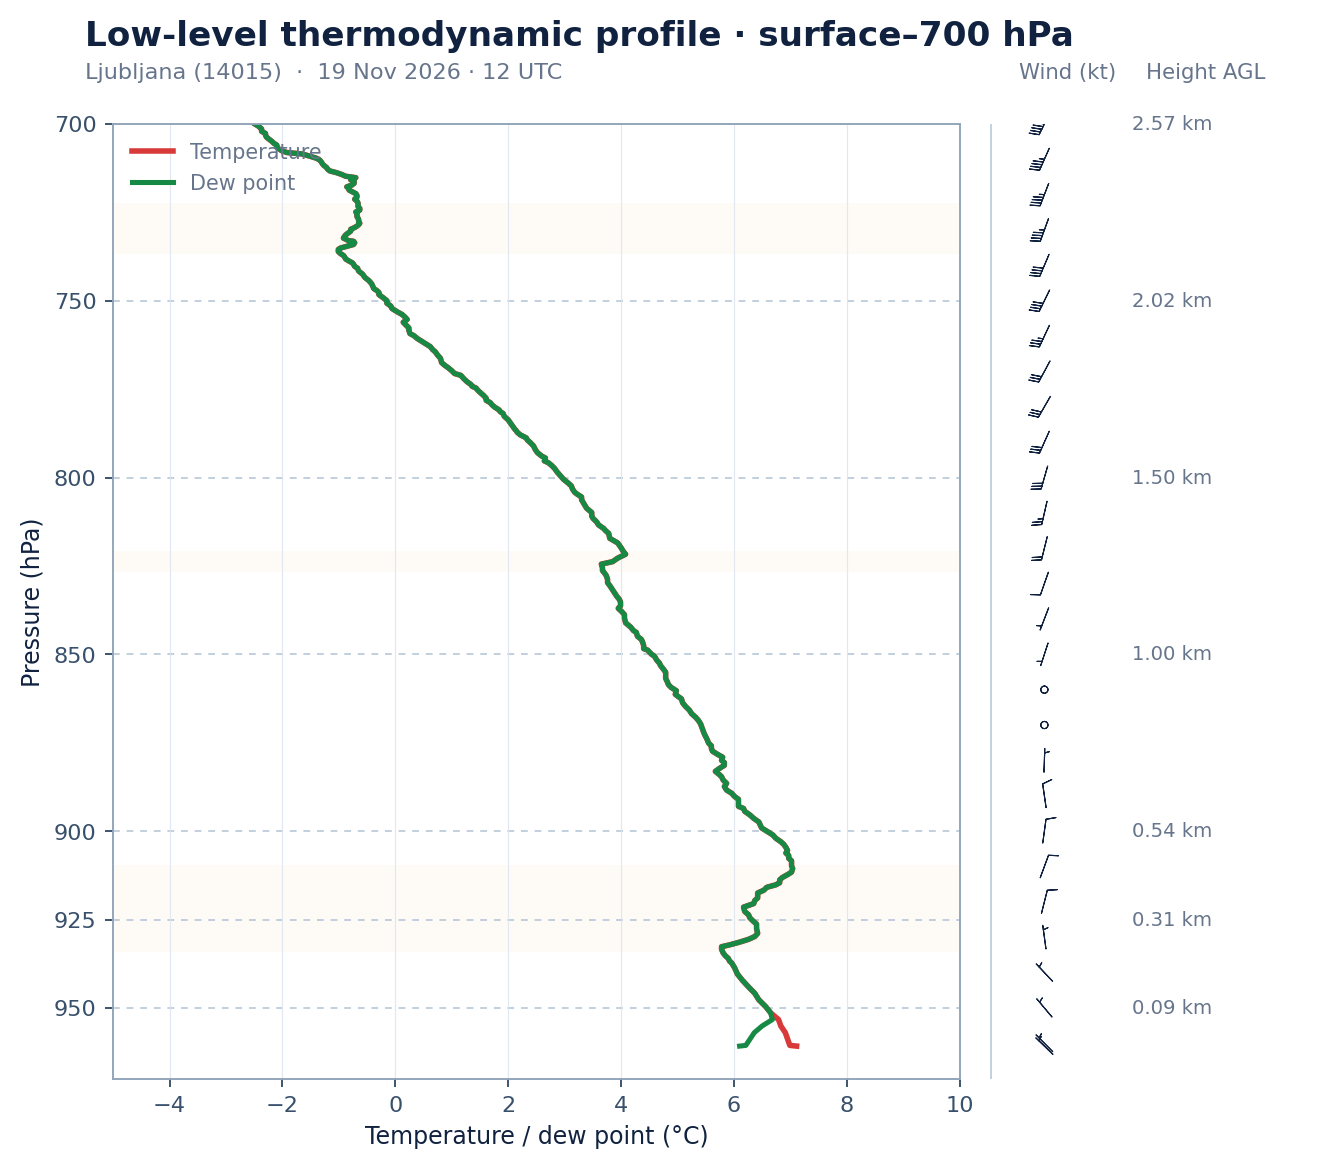 Low-level thermodynamic profile · surface–700 hPa
Ljubljana (14015) · 19 Nov 2026 · 12 UTC
Wind (kt) Height AGL
Temperature
Dew point
700
750
800
850
900
925
950
Pressure (hPa)
−4 −2 0 2 4 6 8 10
Temperature / dew point (°C)
2.57 km
2.02 km
1.50 km
1.00 km
0.54 km
0.31 km
0.09 km